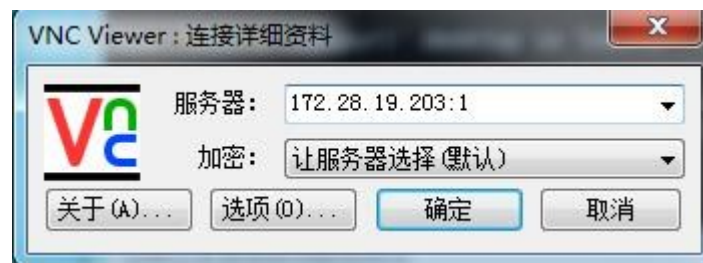 VNC Viewer : 连接详细资料
服务器： 172.28.19.203:1
加密： 让服务器选择(默认)
关于(A)... 选项(O)... 确定 取消